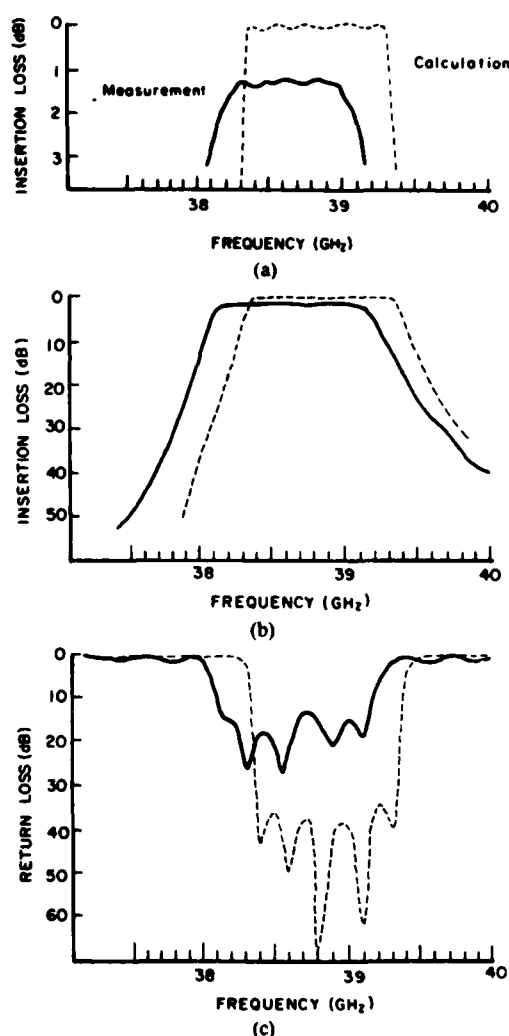 INSERTION LOSS (dB)
0
1
2
3
Measurement
Calculation
38
39
40
FREQUENCY (GHz)
(a)
INSERTION LOSS (dB)
0
10
20
30
40
50
38
39
40
FREQUENCY (GHz)
(b)
RETURN LOSS (dB)
0
10
20
30
40
50
60
38
39
40
FREQUENCY (GHz)
(c)